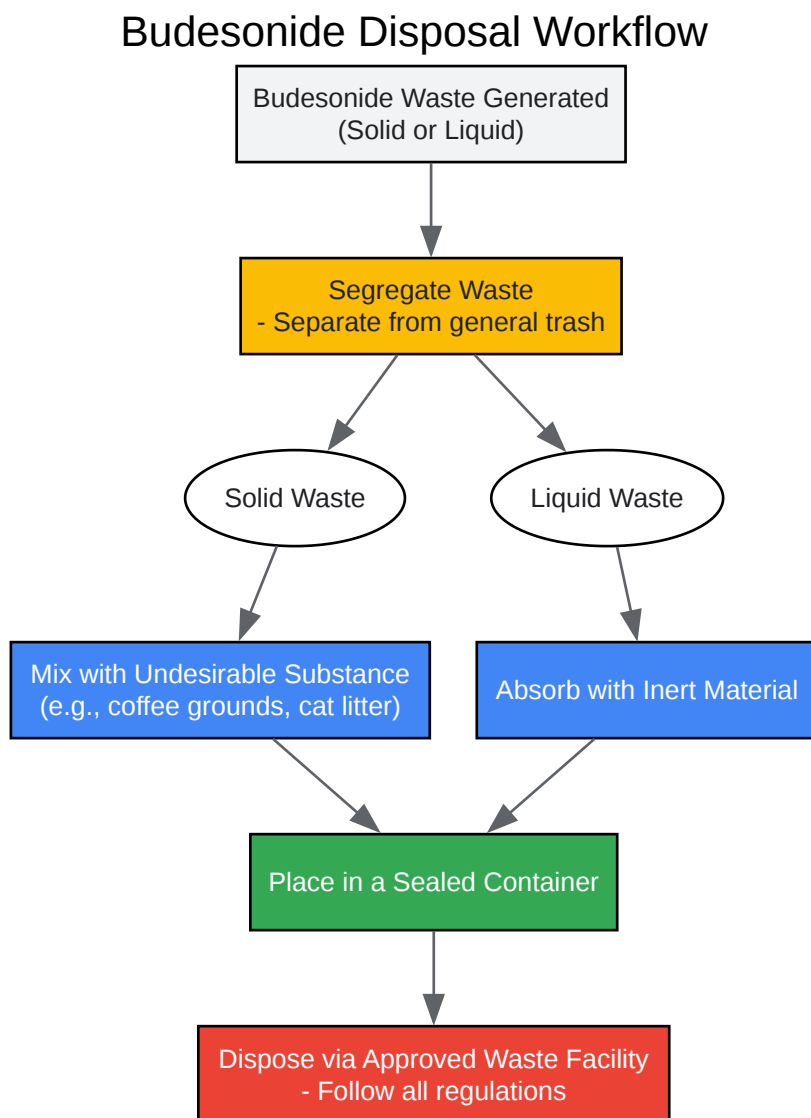 Budesonide Disposal Workflow
Budesonide Waste Generated
(Solid or Liquid)
Segregate Waste
- Separate from general trash
Solid Waste
Liquid Waste
Mix with Undesirable Substance
(e.g., coffee grounds, cat litter)
Absorb with Inert Material
Place in a Sealed Container
Dispose via Approved Waste Facility
- Follow all regulations